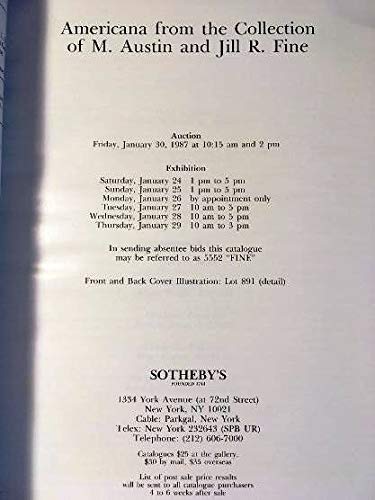 Americana from the Collection
of M. Austin and Jill R. Fine
Auction
Friday, January 30, 1987 at 10:15 am and 2 pm
Exhibition
Saturday, January 24 1 pm to 5 pm
Sunday, January 25 1 pm to 5 pm
Monday, January 26 by appointment only
Tuesday, January 27 10 am to 5 pm
Wednesday, January 28 10 am to 5 pm
Thursday, January 29 10 am to 3 pm
In sending absentee bids this catalogue
may be referred to as 5552 "FINE"
Front and Back Cover Illustration: Lot 891 (detail)
SOTHEBY'S
FOUNDED 1744
1334 York Avenue (at 72nd Street)
New York, NY 10021
Cable: Parkgal, New York
Telex: New York 232643 (SPB UR)
Telephone: (212) 606-7000
Catalogues $25 at the gallery,
$30 by mail, $35 overseas
List of post sale price results
will be sent to all catalogue purchasers
4 to 6 weeks after sale